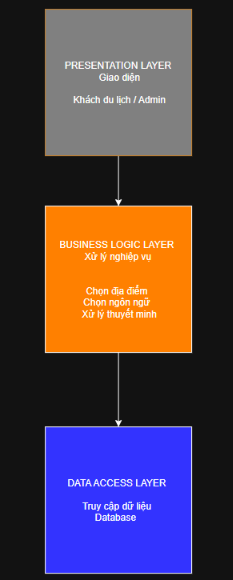 PRESENTATION LAYER
Giao diện
Khách du lịch / Admin
BUSINESS LOGIC LAYER
Xử lý nghiệp vụ
Chọn địa điểm
Chọn ngôn ngữ
Xử lý thuyết minh
DATA ACCESS LAYER
Truy cập dữ liệu
Database